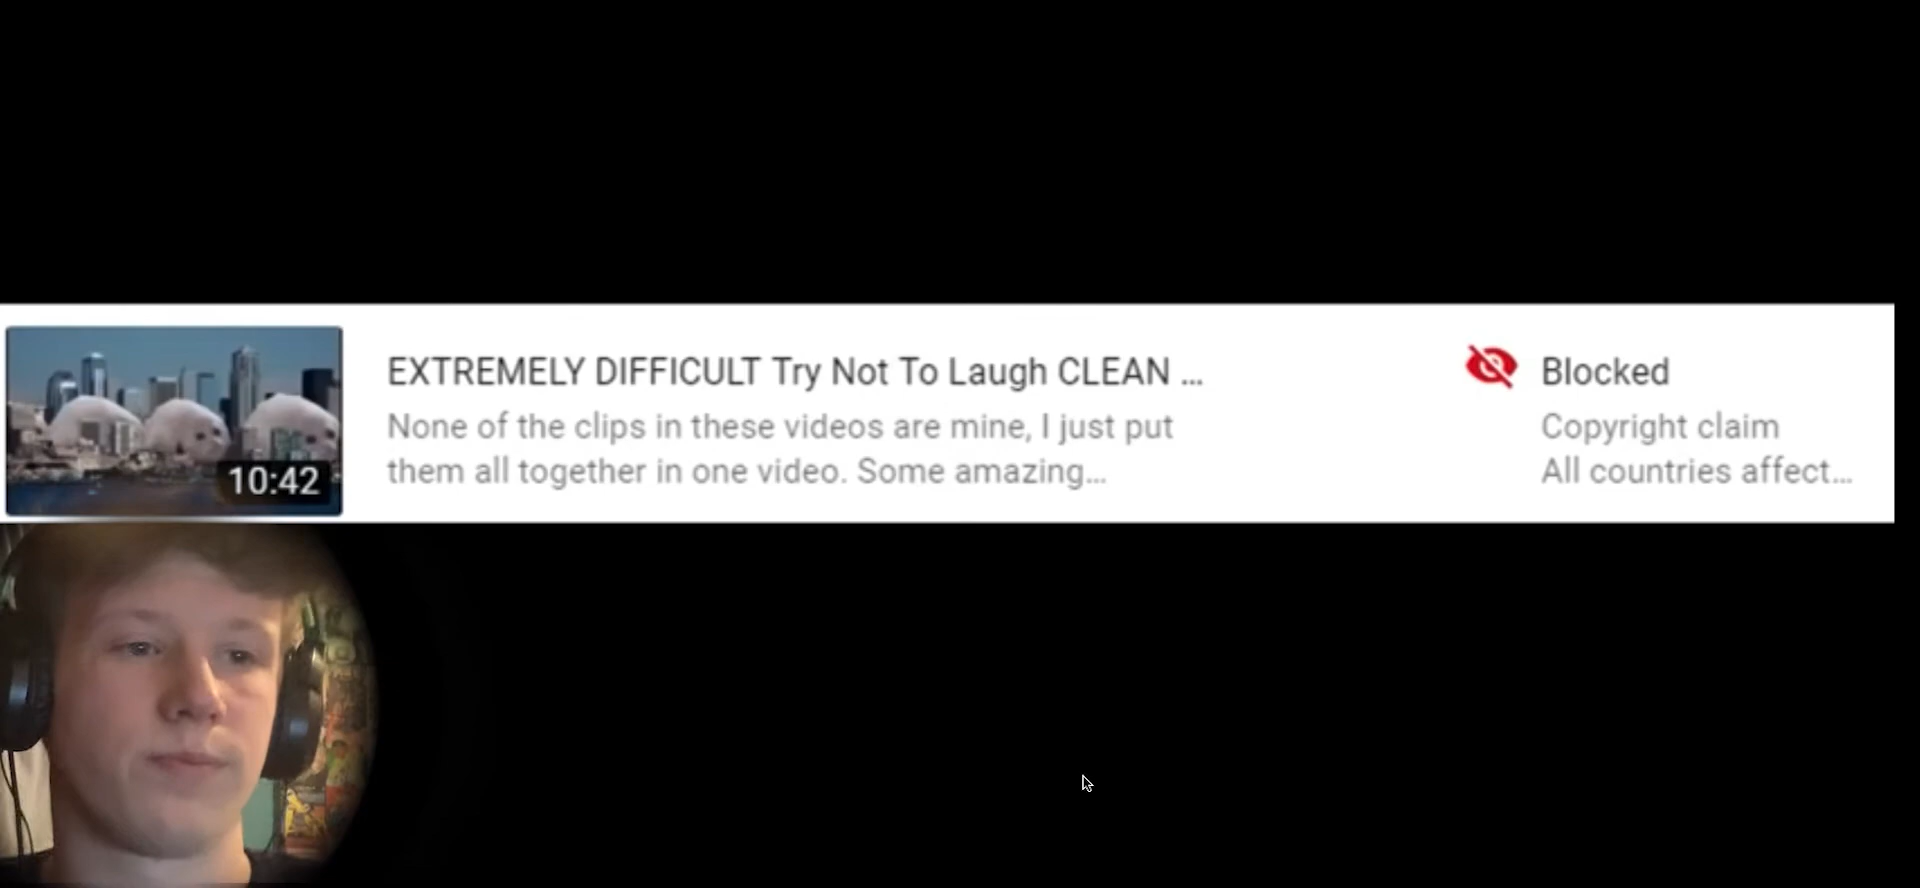 EXTREMELY DIFFICULT Try Not To Laugh CLEAN ...
None of the clips in these videos are mine, I just put
them all together in one video. Some amazing...
10:42
Blocked
Copyright claim
All countries affect...